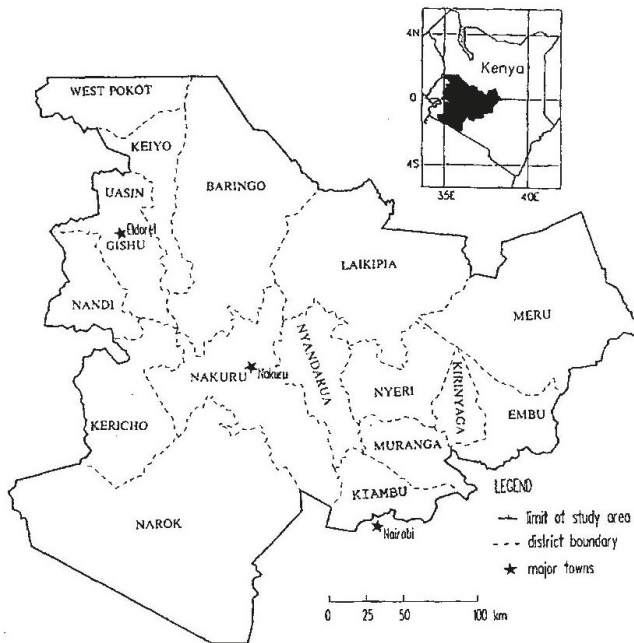 WEST POKOT
KEIYO
UASIN
GISHU
Eldoret
BARINGO
NANDI
LAIKIPIA
MERU
NAKURU
Nakuru
NYANDARUA
NYERI
KIRINYAGA
EMBU
KERICHO
MURANGA
KIAMBU
NAROK
Nairobi
4N
0
4S
35E
40E
Kenya
LEGEND
limit of study area
district boundary
major towns
0 25 50 100
km